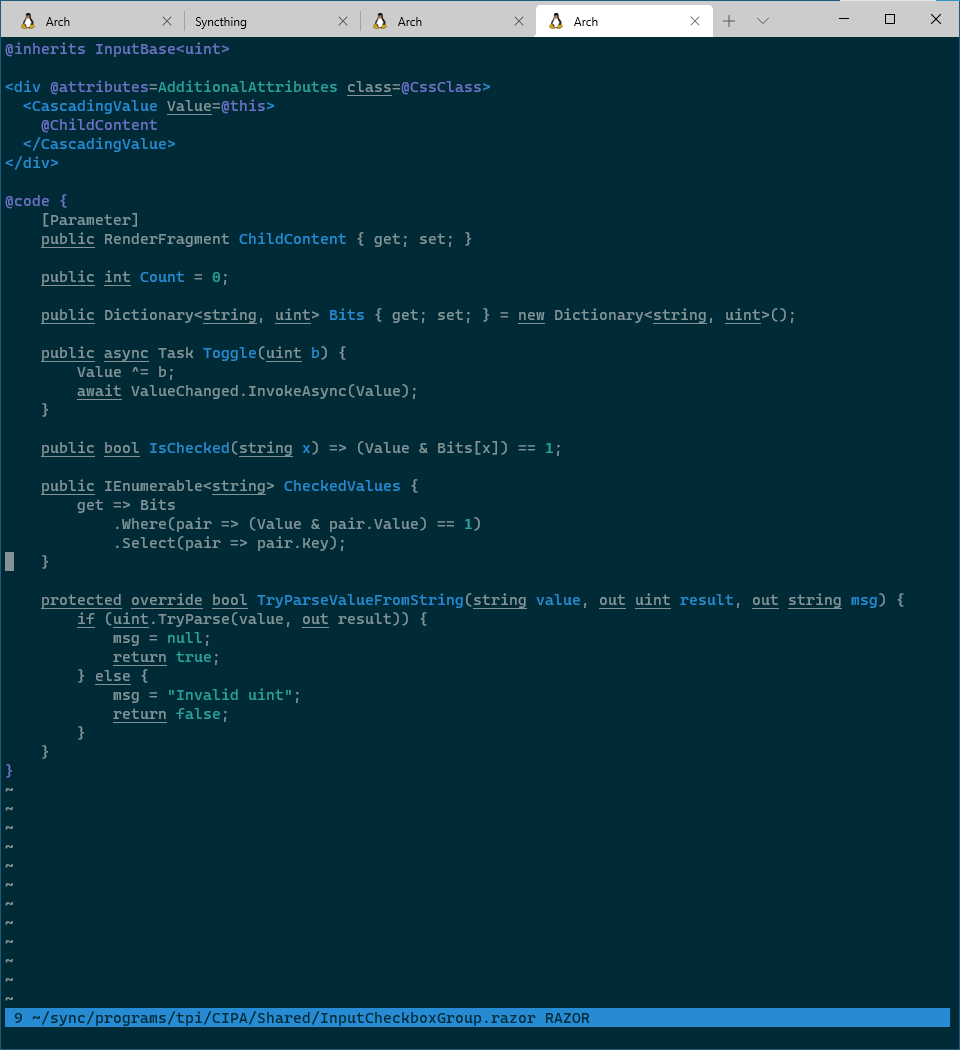 Arch
Syncthing
Arch
Arch
@inherits InputBase<uint>
<div @attributes=AdditionalAttributes class=@CssClass>
  <CascadingValue Value=@this>
    @ChildContent
  </CascadingValue>
</div>
@code {
    [Parameter]
    public RenderFragment ChildContent { get; set; }
    public int Count = 0;
    public Dictionary<string, uint> Bits { get; set; } = new Dictionary<string, uint>();
    public async Task Toggle(uint b) {
        Value ^= b;
        await ValueChanged.InvokeAsync(Value);
    }
    public bool IsChecked(string x) => (Value & Bits[x]) == 1;
    public IEnumerable<string> CheckedValues {
        get => Bits
            .Where(pair => (Value & pair.Value) == 1)
            .Select(pair => pair.Key);
    }
    protected override bool TryParseValueFromString(string value, out uint result, out string msg) {
        if (uint.TryParse(value, out result)) {
            msg = null;
            return true;
        } else {
            msg = "Invalid uint";
            return false;
        }
    }
}
~
~
~
~
~
~
~
~
~
~
~
~
9 ~/sync/programs/tpi/CIPA/Shared/InputCheckboxGroup.razor RAZOR